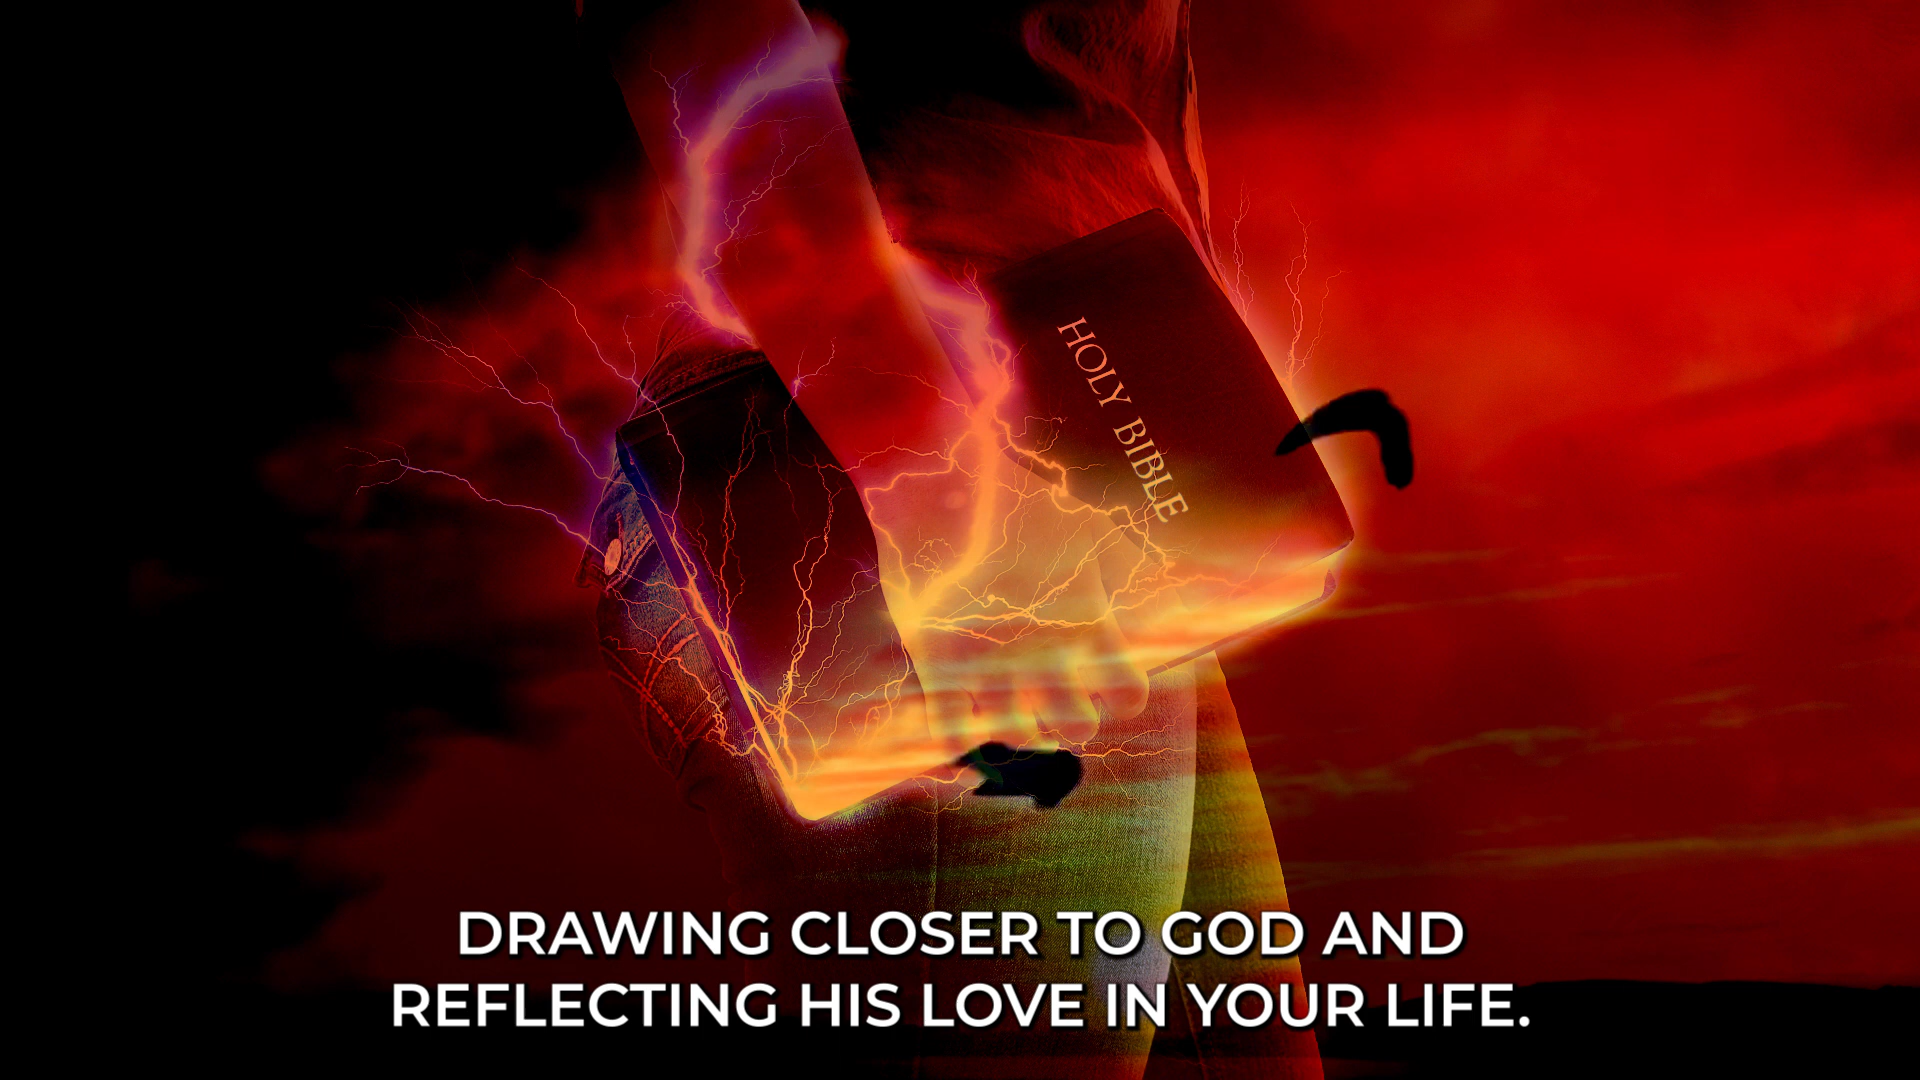 HOLY BIBLE
DRAWING CLOSER TO GOD AND
REFLECTING HIS LOVE IN YOUR LIFE.